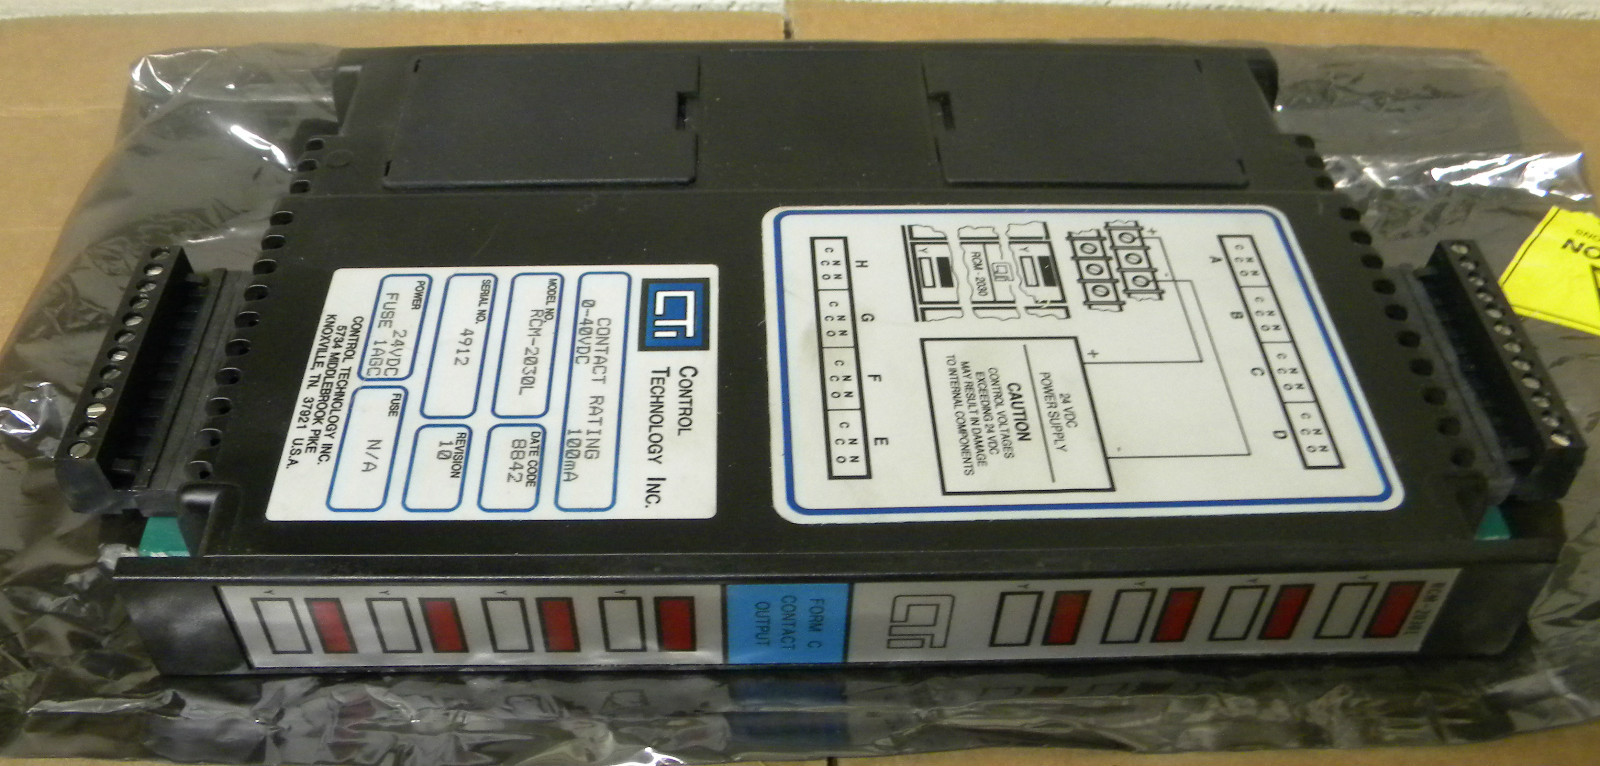 CTI
CONTROL
TECHNOLOGY INC.
CONTACT RATING
0-40VDC 100mA
MODEL NO.
RCM-2030L
DATE CODE
8842
SERIAL NO.
4912
REVISION
10
POWER
24VDC
FUSE 1AGC
FUSE
N/A
CONTROL TECHNOLOGY INC.
5734 MIDDLEBROOK PIKE
KNOXVILLE, TN. 37921 U.S.A.
A
B
C
D
C N N
C C O
C N N
C C O
C N N
C C O
C N N
C C O
+
-
+
-
Y
RCM - 2030
CTI
Y
24 VDC
POWER SUPPLY
CAUTION
CONTROL VOLTAGES
EXCEEDING 24 VDC
MAY RESULT IN DAMAGE
TO INTERNAL COMPONENTS
H
G
F
E
C N N
C C O
C N N
C C O
C N N
C C O
C N N
C C O
Y
Y
Y
Y
FORM C
CONTACT
OUTPUT
CTI
Y
Y
Y
Y